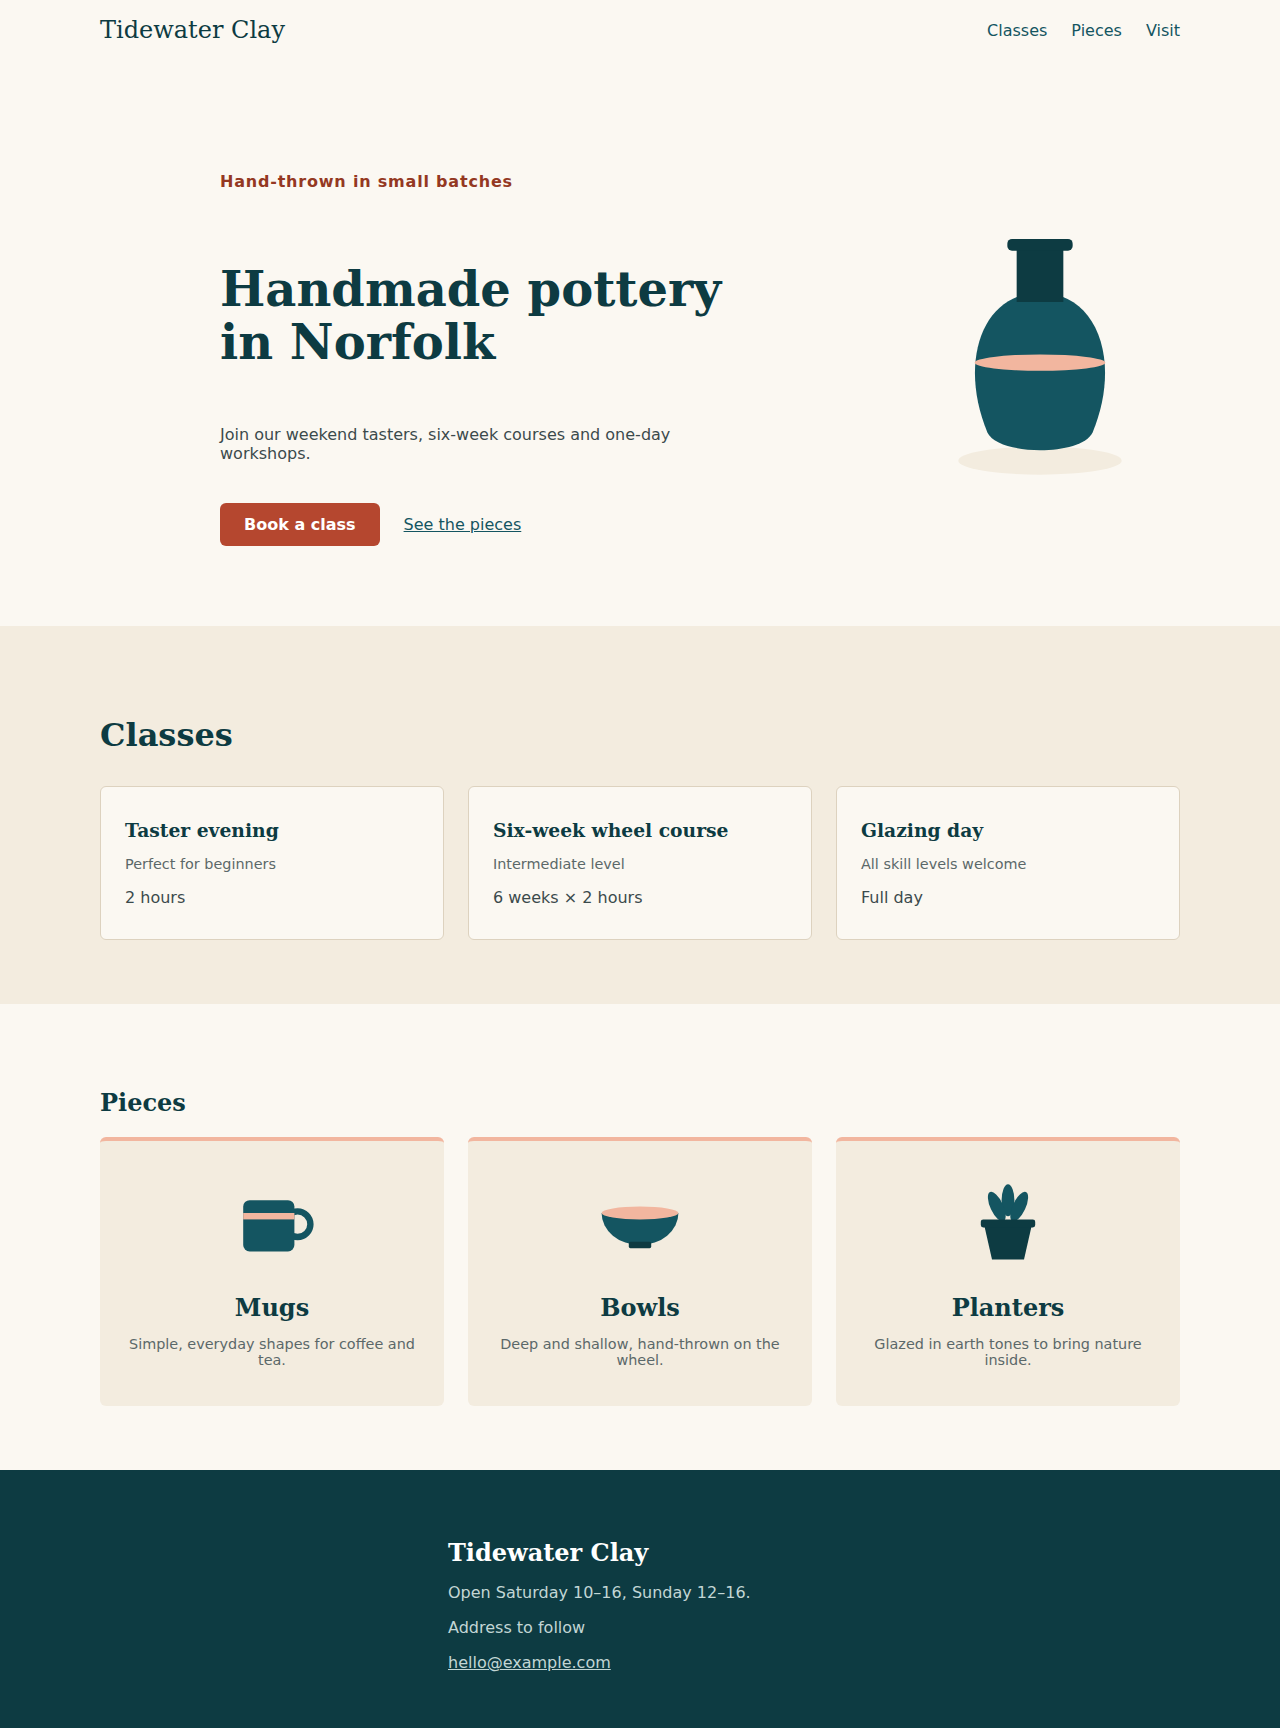 Tidewater Clay
Classes Pieces Visit
Hand-thrown in small batches
Handmade pottery
in Norfolk
Join our weekend tasters, six-week courses and one-day
workshops.
Book a class
See the pieces
Classes
Taster evening
Perfect for beginners
2 hours
Six-week wheel course
Intermediate level
6 weeks × 2 hours
Glazing day
All skill levels welcome
Full day
Pieces
Mugs
Simple, everyday shapes for coffee and
tea.
Bowls
Deep and shallow, hand-thrown on the
wheel.
Planters
Glazed in earth tones to bring nature
inside.
Tidewater Clay
Open Saturday 10–16, Sunday 12–16.
Address to follow
hello@example.com